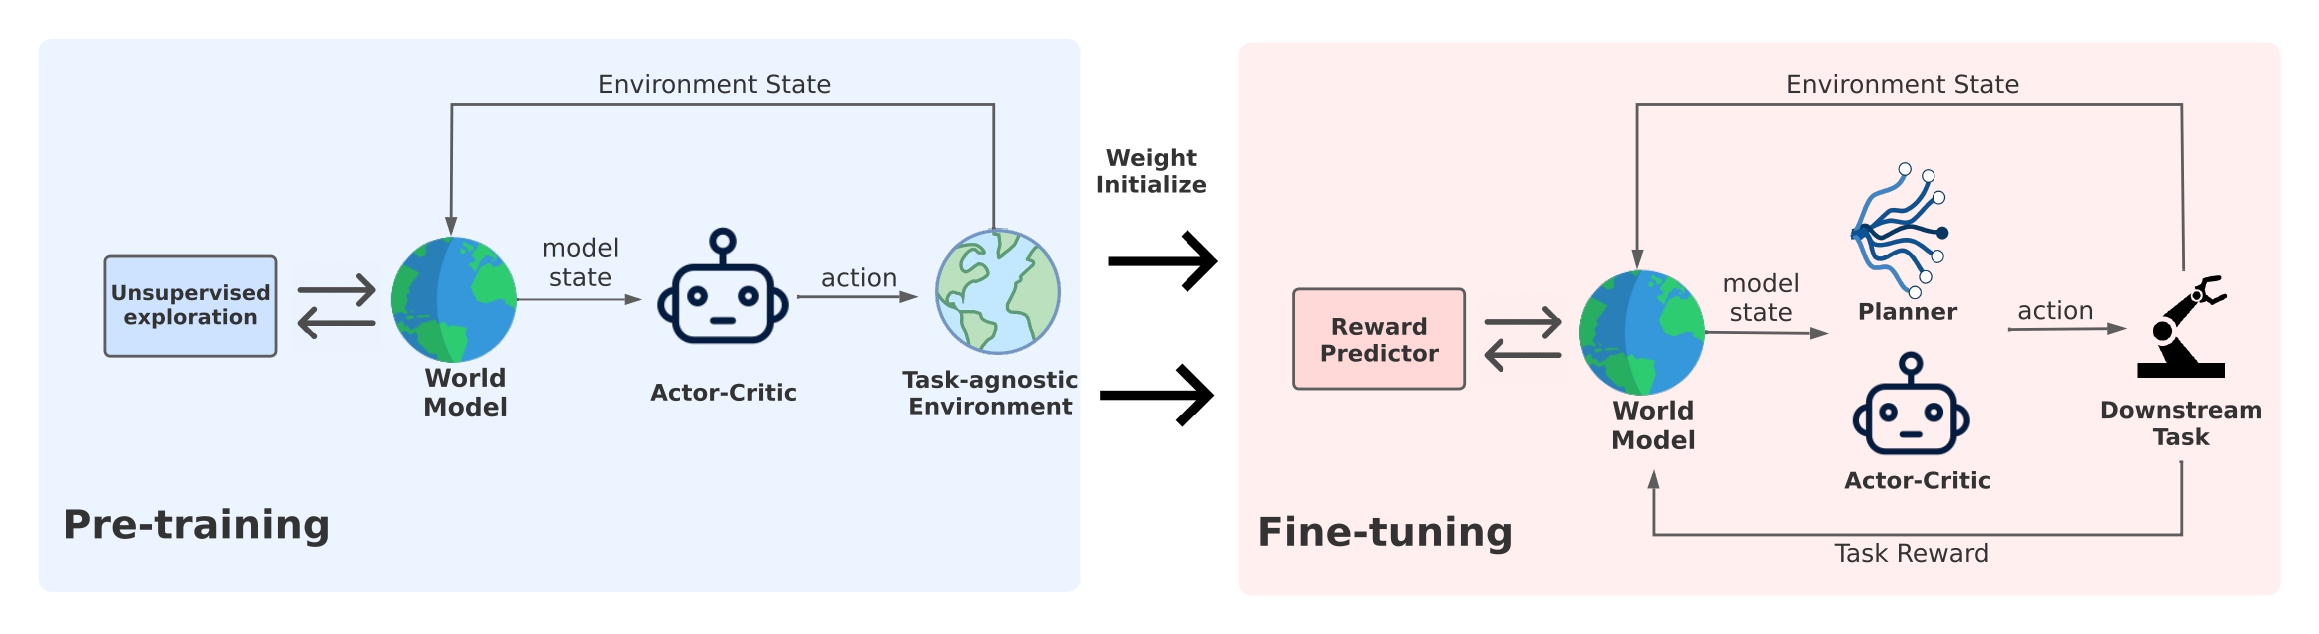 Environment State
model
state
action
Unsupervised
exploration
World
Model
Actor-Critic
Task-agnostic
Environment
Pre-training
Weight
Initialize
Environment State
model
state
Planner
action
Reward
Predictor
World
Model
Actor-Critic
Downstream
Task
Task Reward
Fine-tuning